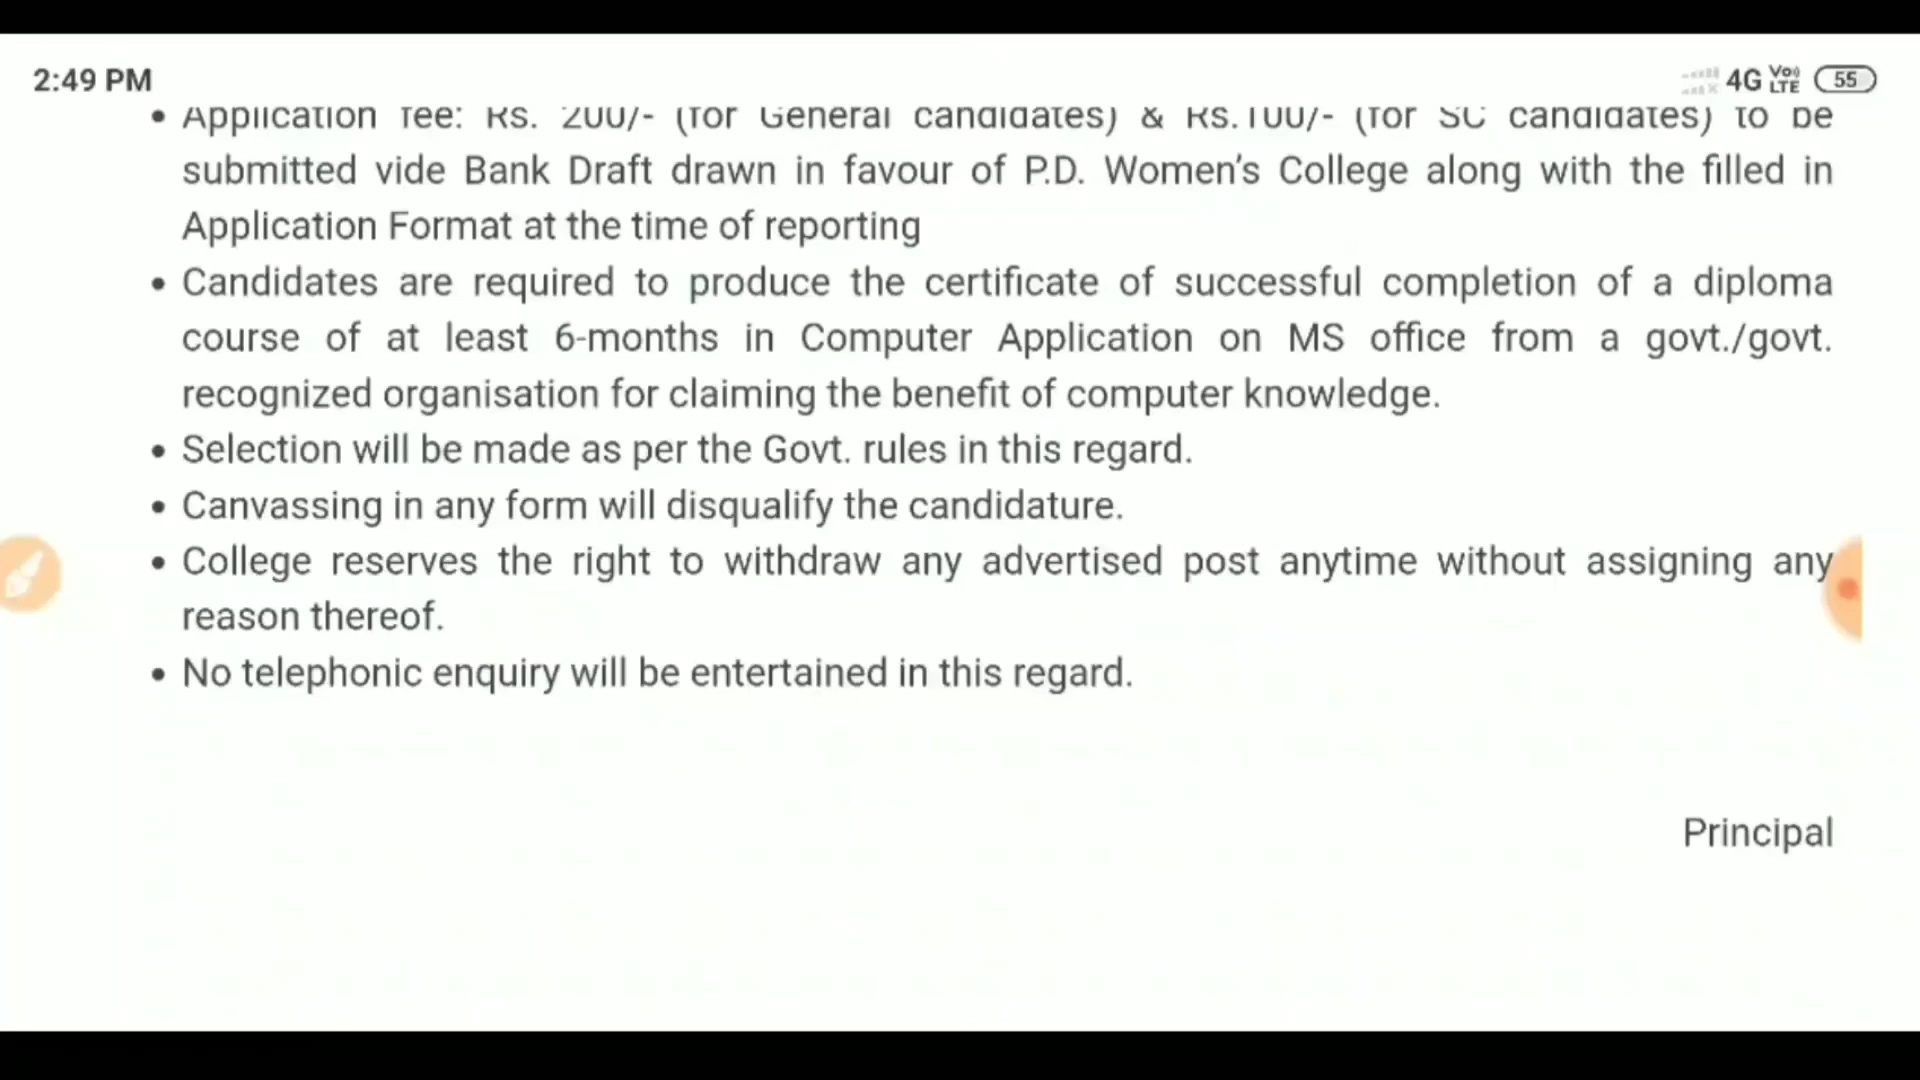 2:49 PM
4G VoLTE 55
• Application fee: Rs. 200/- (for General candidates) & Rs.100/- (for SC candidates) to be
submitted vide Bank Draft drawn in favour of P.D. Women's College along with the filled in
Application Format at the time of reporting
• Candidates are required to produce the certificate of successful completion of a diploma
course of at least 6-months in Computer Application on MS office from a govt./govt.
recognized organisation for claiming the benefit of computer knowledge.
• Selection will be made as per the Govt. rules in this regard.
• Canvassing in any form will disqualify the candidature.
• College reserves the right to withdraw any advertised post anytime without assigning any
reason thereof.
• No telephonic enquiry will be entertained in this regard.
Principal